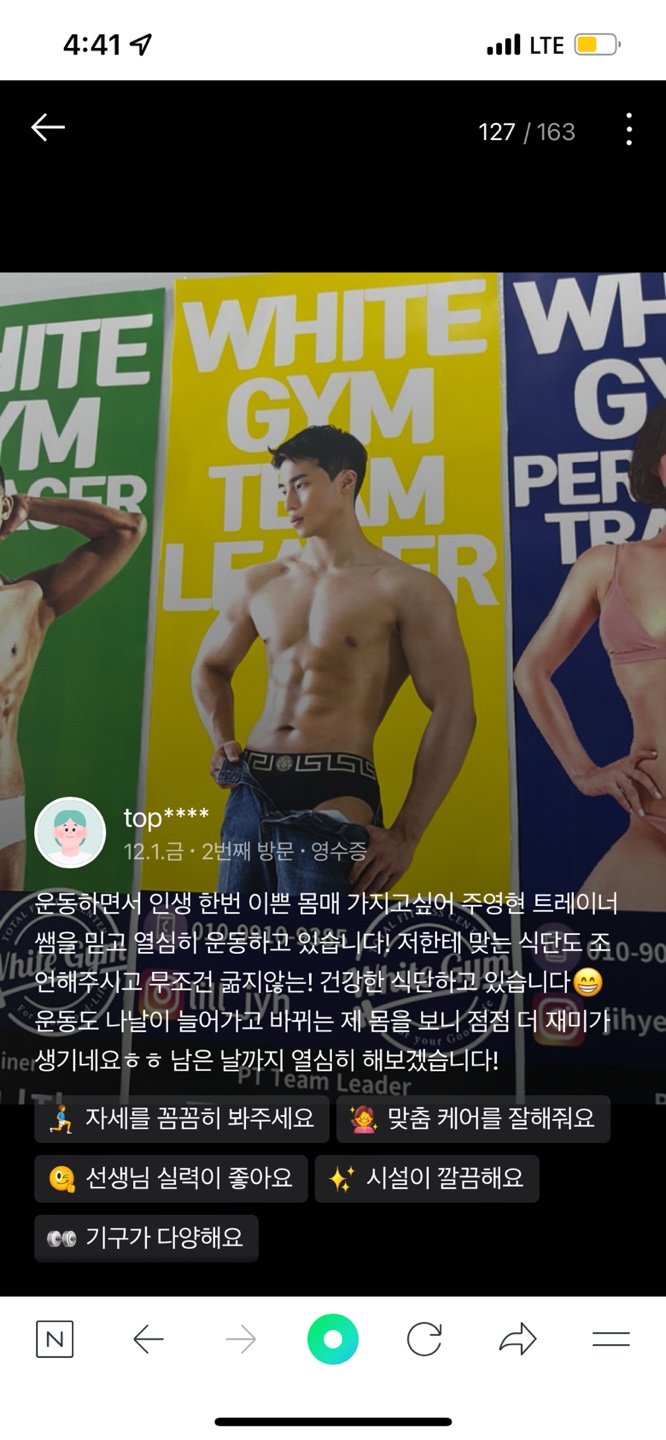 4:41
LTE
127 / 163
WHITE
GYM
TEAM
LEADER
WH
GY
PER
TRA
top****
12.1.금 · 2번째 방문 · 영수증
운동하면서 인생 한번 이쁜 몸매 가지고싶어 주영현 트레이너
쌤을 믿고 열심히 운동하고 있습니다! 저한테 맞는 식단도 조
언해주시고 무조건 굶지않는! 건강한 식단하고 있습니다😁
운동도 나날이 늘어가고 바뀌는 제 몸을 보니 점점 더 재미가
생기네요ㅎㅎ 남은 날까지 열심히 해보겠습니다!
PT Team Leader
🏃 자세를 꼼꼼히 봐주세요
💆 맞춤 케어를 잘해줘요
선생님 실력이 좋아요
✨ 시설이 깔끔해요
기구가 다양해요
N